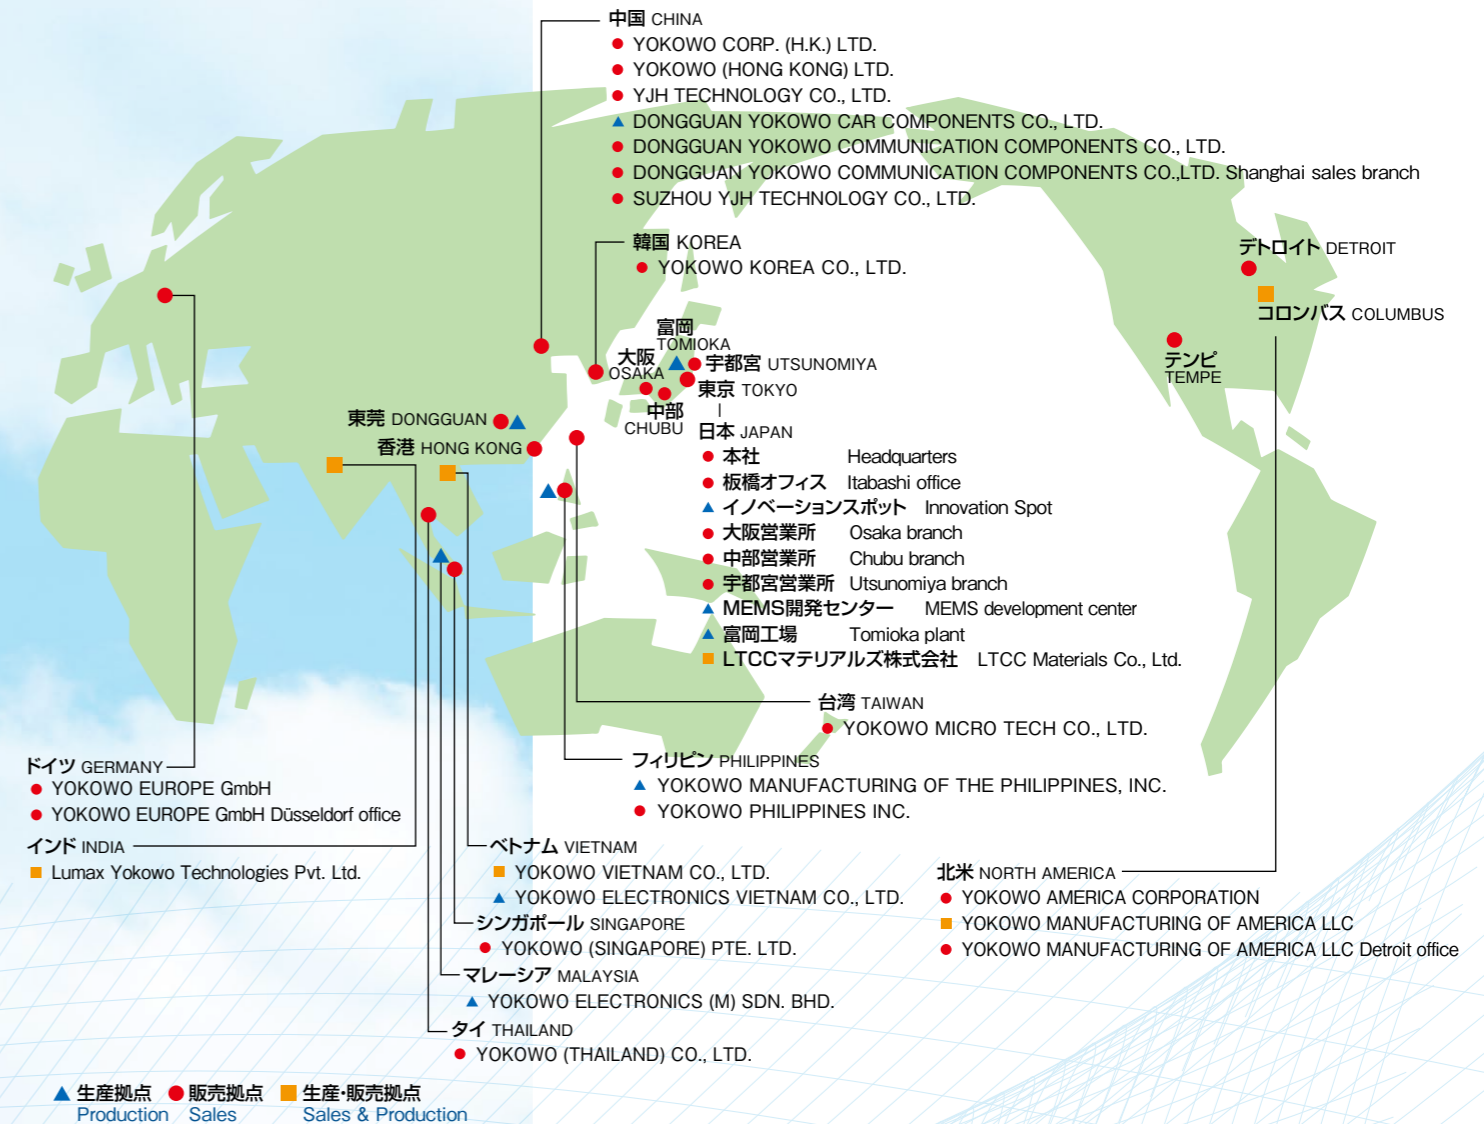 中国 CHINA
● YOKOWO CORP. (H.K.) LTD.
● YOKOWO (HONG KONG) LTD.
● YJH TECHNOLOGY CO., LTD.
▲ DONGGUAN YOKOWO CAR COMPONENTS CO., LTD.
● DONGGUAN YOKOWO COMMUNICATION COMPONENTS CO., LTD.
● DONGGUAN YOKOWO COMMUNICATION COMPONENTS CO.,LTD. Shanghai sales branch
● SUZHOU YJH TECHNOLOGY CO., LTD.
韓国 KOREA
● YOKOWO KOREA CO., LTD.
デトロイト DETROIT
コロンバス COLUMBUS
テンピ
TEMPE
富岡
TOMIOKA
大阪
OSAKA
宇都宮 UTSUNOMIYA
東京 TOKYO
中部
CHUBU
東莞 DONGGUAN
香港 HONG KONG
日本 JAPAN
● 本社 Headquarters
● 板橋オフィス Itabashi office
▲ イノベーションスポット Innovation Spot
● 大阪営業所 Osaka branch
● 中部営業所 Chubu branch
● 宇都宮営業所 Utsunomiya branch
▲ MEMS開発センター MEMS development center
▲ 富岡工場 Tomioka plant
■ LTCCマテリアルズ株式会社 LTCC Materials Co., Ltd.
台湾 TAIWAN
● YOKOWO MICRO TECH CO., LTD.
フィリピン PHILIPPINES
▲ YOKOWO MANUFACTURING OF THE PHILIPPINES, INC.
● YOKOWO PHILIPPINES INC.
ドイツ GERMANY
● YOKOWO EUROPE GmbH
● YOKOWO EUROPE GmbH Düsseldorf office
インド INDIA
■ Lumax Yokowo Technologies Pvt. Ltd.
ベトナム VIETNAM
■ YOKOWO VIETNAM CO., LTD.
▲ YOKOWO ELECTRONICS VIETNAM CO., LTD.
シンガポール SINGAPORE
● YOKOWO (SINGAPORE) PTE. LTD.
マレーシア MALAYSIA
▲ YOKOWO ELECTRONICS (M) SDN. BHD.
タイ THAILAND
● YOKOWO (THAILAND) CO., LTD.
北米 NORTH AMERICA
● YOKOWO AMERICA CORPORATION
■ YOKOWO MANUFACTURING OF AMERICA LLC
● YOKOWO MANUFACTURING OF AMERICA LLC Detroit office
▲ 生産拠点 ● 販売拠点 ■ 生産・販売拠点
Production Sales Sales & Production